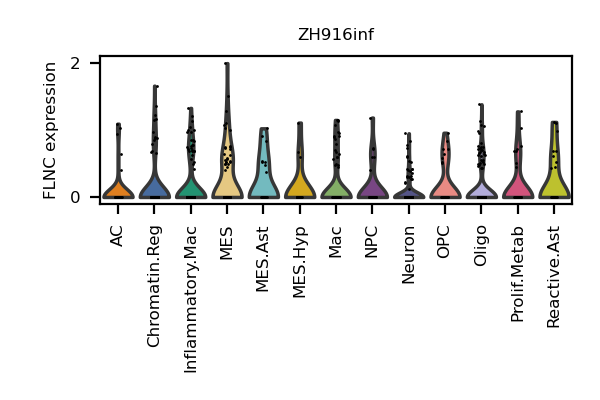 ZH916inf
FLNC expression
2
0
AC
Chromatin.Reg
Inflammatory.Mac
MES
MES.Ast
MES.Hyp
Mac
NPC
Neuron
OPC
Oligo
Prolif.Metab
Reactive.Ast